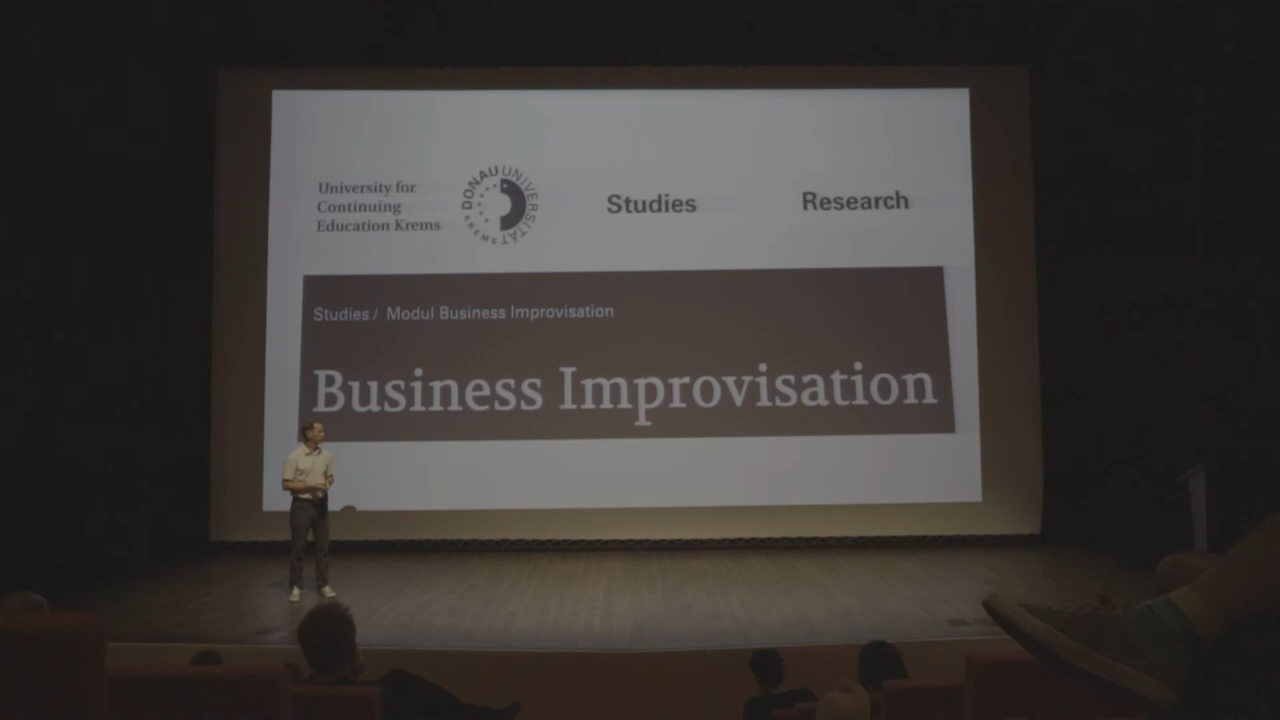 University for
Continuing
Education Krems
DONAU UNIVERSITÄT
KREMS
Studies
Research
Studies / Modul Business Improvisation
Business Improvisation